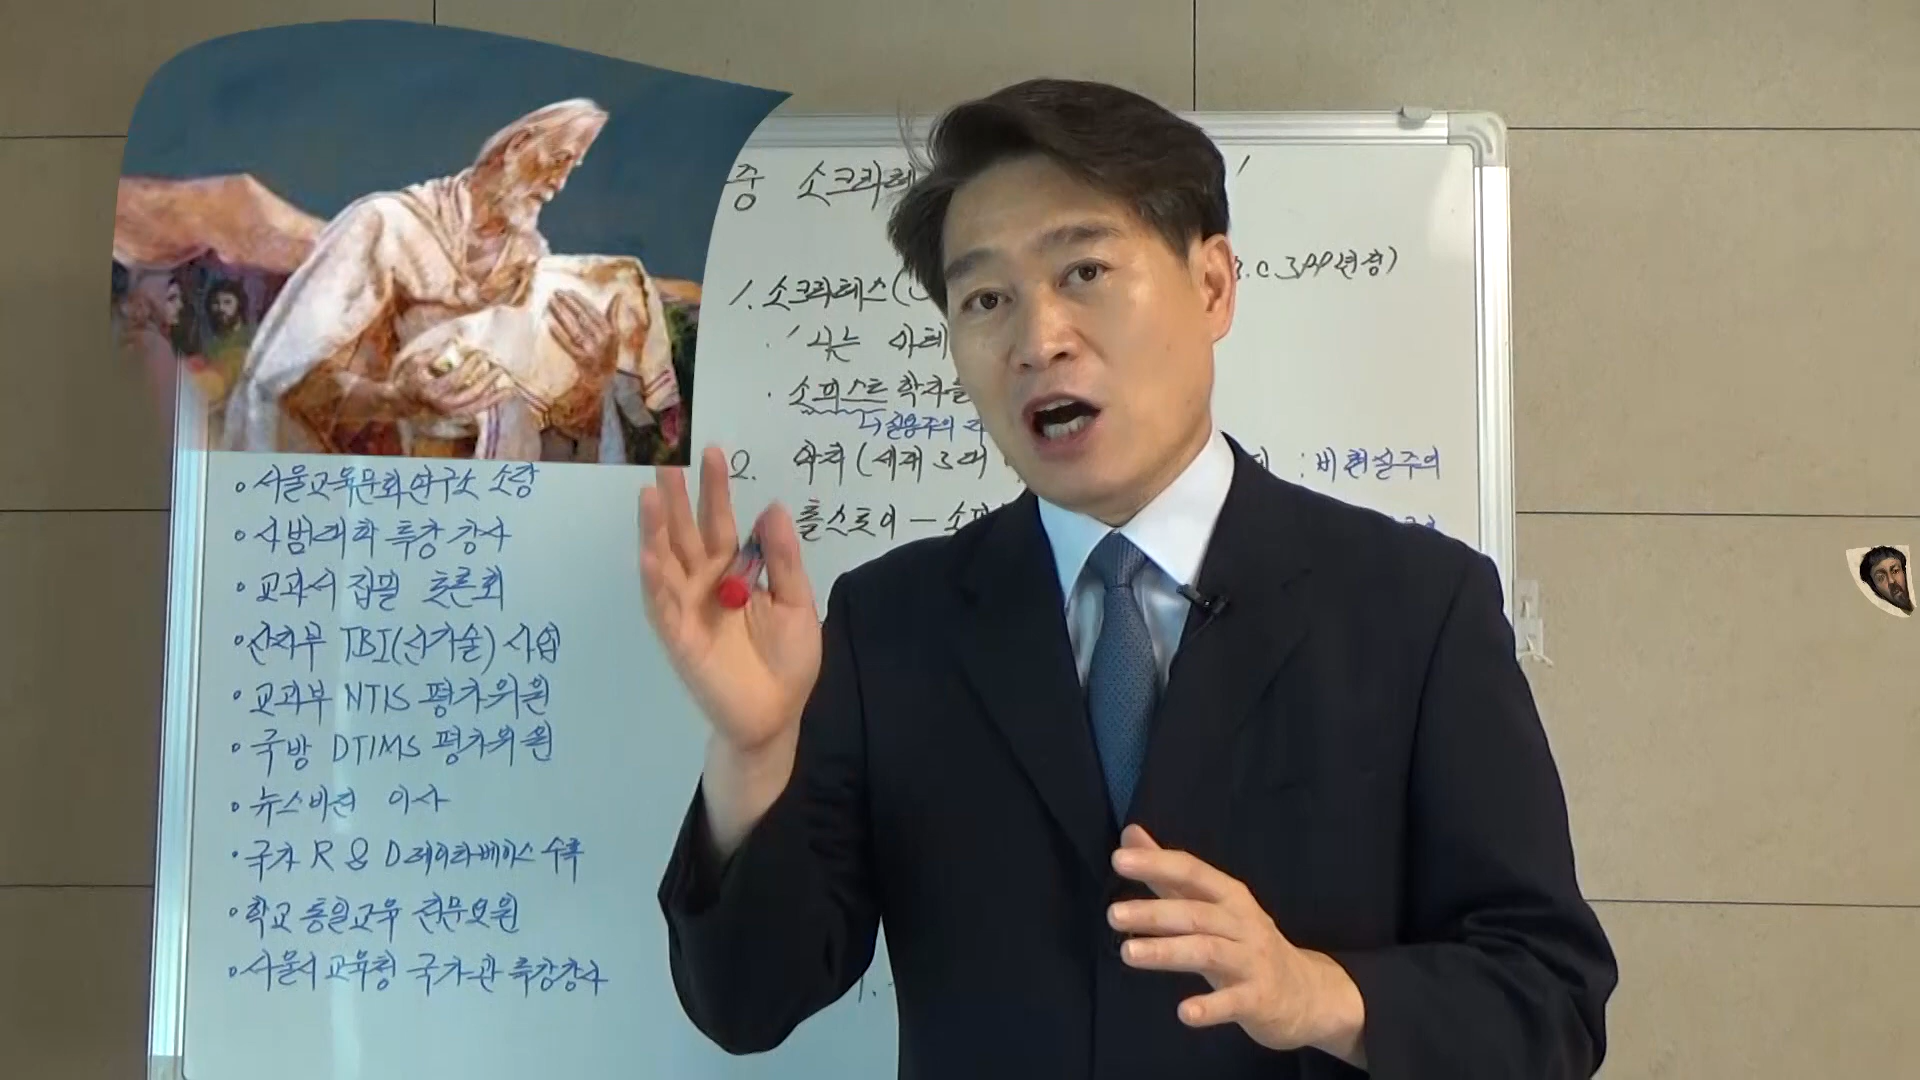 중 소크라테
1. 소크라테스(
B.C 399년 증)
· '나는 아테
· 소피스트 학자들
↳ 실용주의
2. 악처(세계 3대
: 비현실주의
톨스토이 — 소피
∘ 서울교육문화연구소 소장
∘ 사범대학 특강 강사
∘ 교과서 집필 토론회
∘ 산자부 TBI(신기술) 사업
∘ 교과부 NTIS 평가위원
∘ 국방 DTIMS 평가위원
∘ 뉴스비전 이사
· 국가 R & D 데이타베이스 수록
∘ 학교 통일교육 전문요원
∘ 서울시 교육청 국가관 특강강사